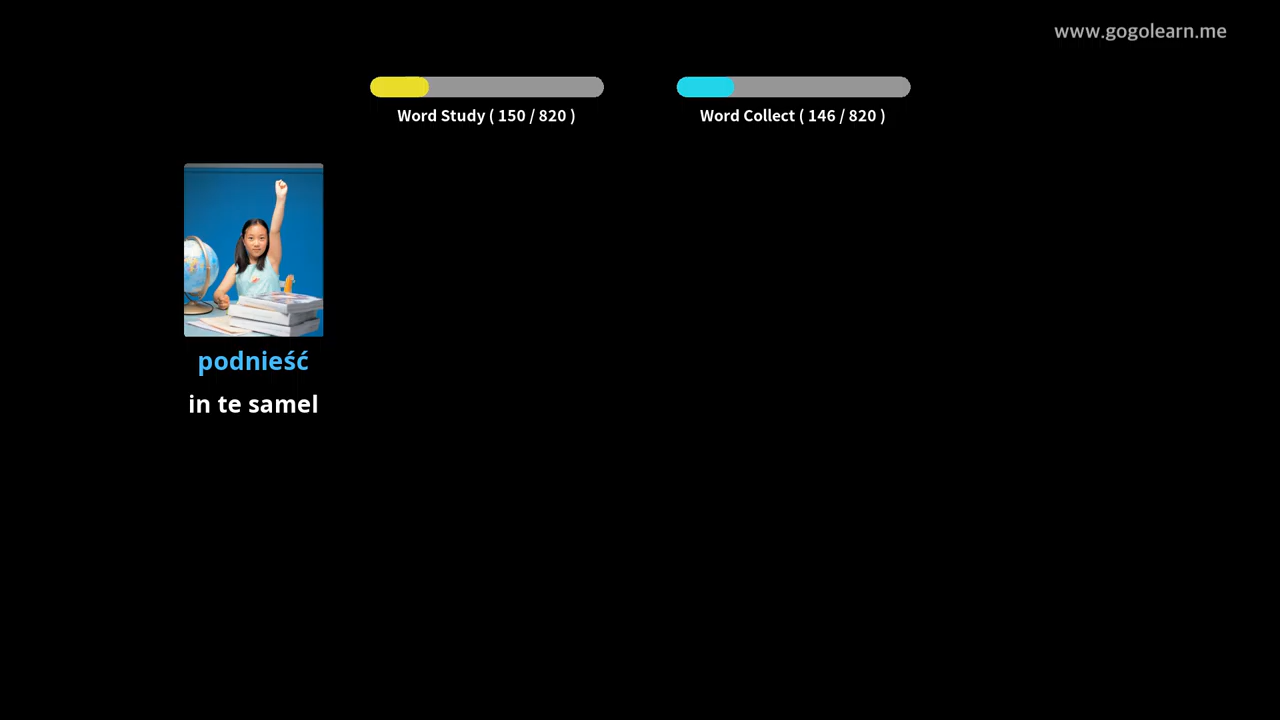 www.gogolearn.me
Word Study ( 150 / 820 )
Word Collect ( 146 / 820 )
podnieść
in te samel